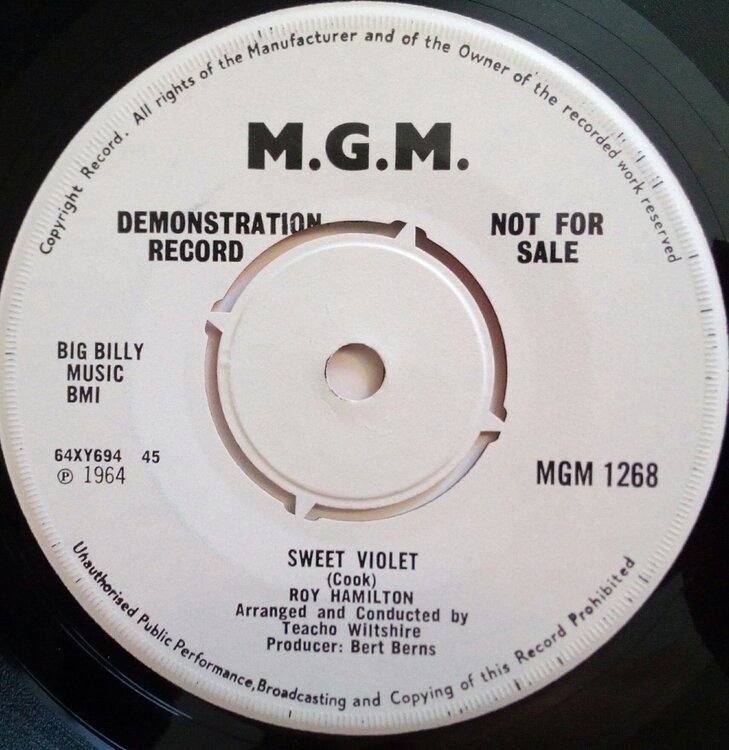 Copyright Record. All rights of the Manufacturer and of the Owner of the recorded work reserved
M.G.M.
DEMONSTRATION
RECORD
NOT FOR
SALE
BIG BILLY
MUSIC
BMI
64XY694 45
℗ 1964
MGM 1268
SWEET VIOLET
(Cook)
ROY HAMILTON
Arranged and Conducted by
Teacho Wiltshire
Producer: Bert Berns
Unauthorised Public Performance, Broadcasting and Copying of this Record Prohibited